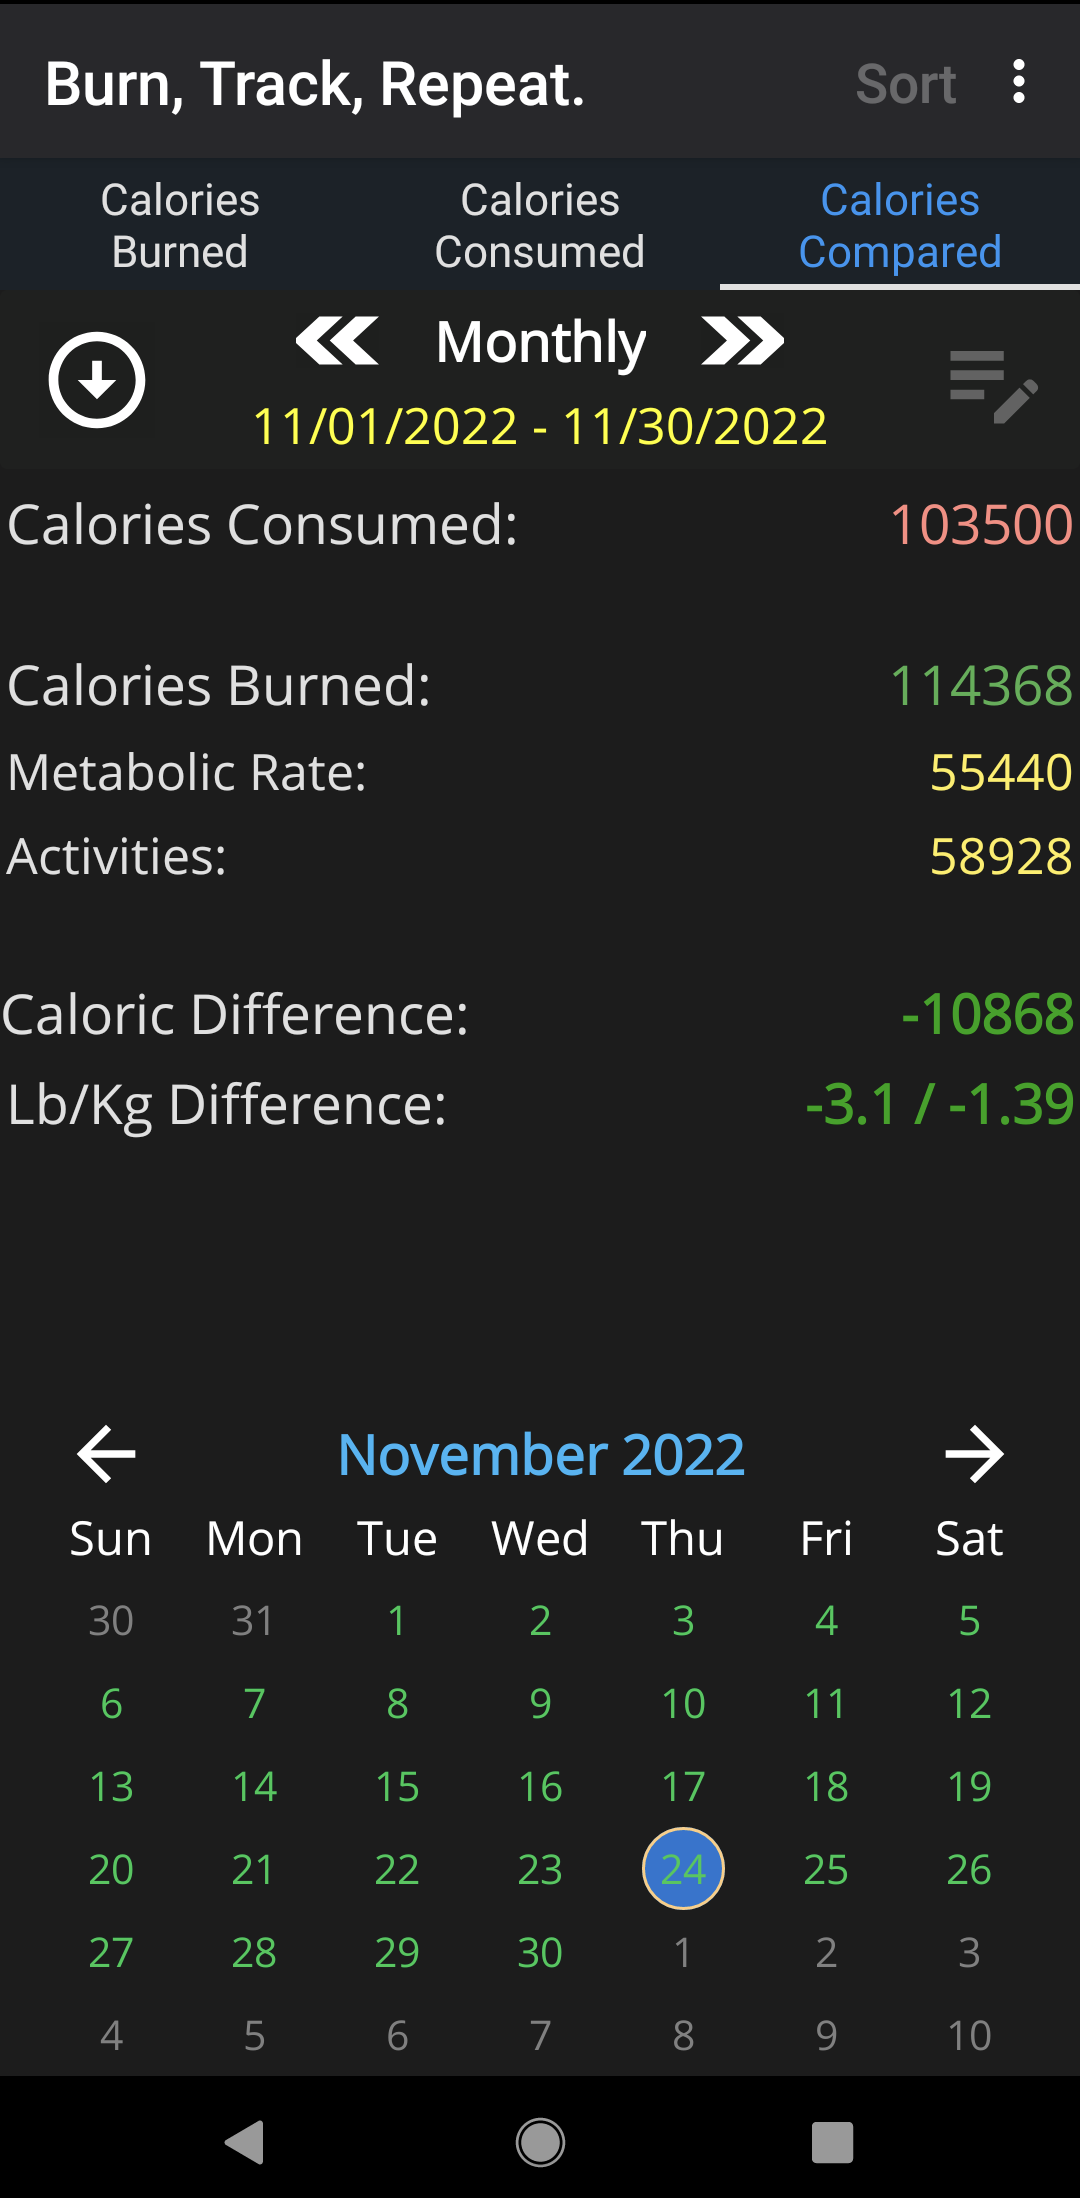 Burn, Track, Repeat. Sort
Calories Burned
Calories Consumed
Calories Compared
Monthly
11/01/2022 - 11/30/2022
Calories Consumed: 103500
Calories Burned: 114368
Metabolic Rate: 55440
Activities: 58928
Caloric Difference: -10868
Lb/Kg Difference: -3.1 / -1.39
November 2022
Sun Mon Tue Wed Thu Fri Sat
30 31 1 2 3 4 5
6 7 8 9 10 11 12
13 14 15 16 17 18 19
20 21 22 23 24 25 26
27 28 29 30 1 2 3
4 5 6 7 8 9 10